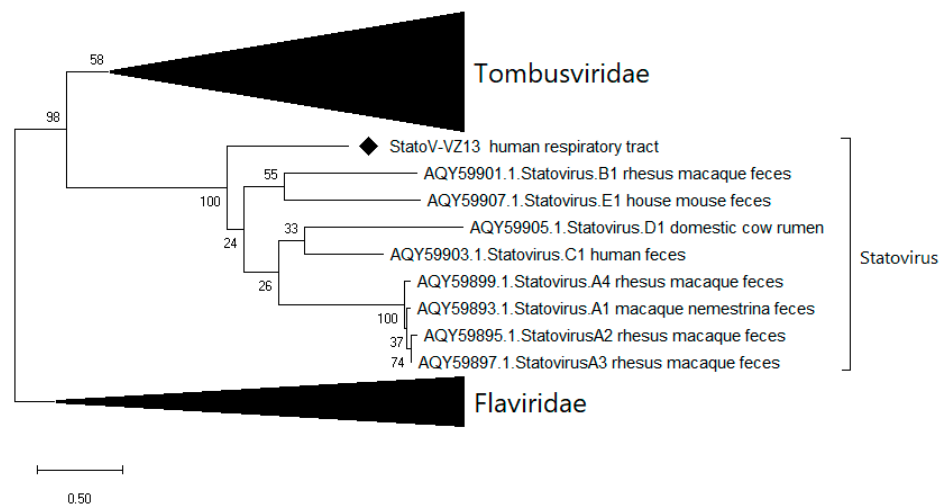 58
Tombusviridae
98
StatoV-VZ13 human respiratory tract
55
AQY59901.1.Statovirus.B1 rhesus macaque feces
100
AQY59907.1.Statovirus.E1 house mouse feces
24
33
AQY59905.1.Statovirus.D1 domestic cow rumen
AQY59903.1.Statovirus.C1 human feces
Statovirus
26
AQY59899.1.Statovirus.A4 rhesus macaque feces
100
AQY59893.1.Statovirus.A1 macaque nemestrina feces
37
AQY59895.1.StatovirusA2 rhesus macaque feces
74
AQY59897.1.StatovirusA3 rhesus macaque feces
Flaviridae
0.50